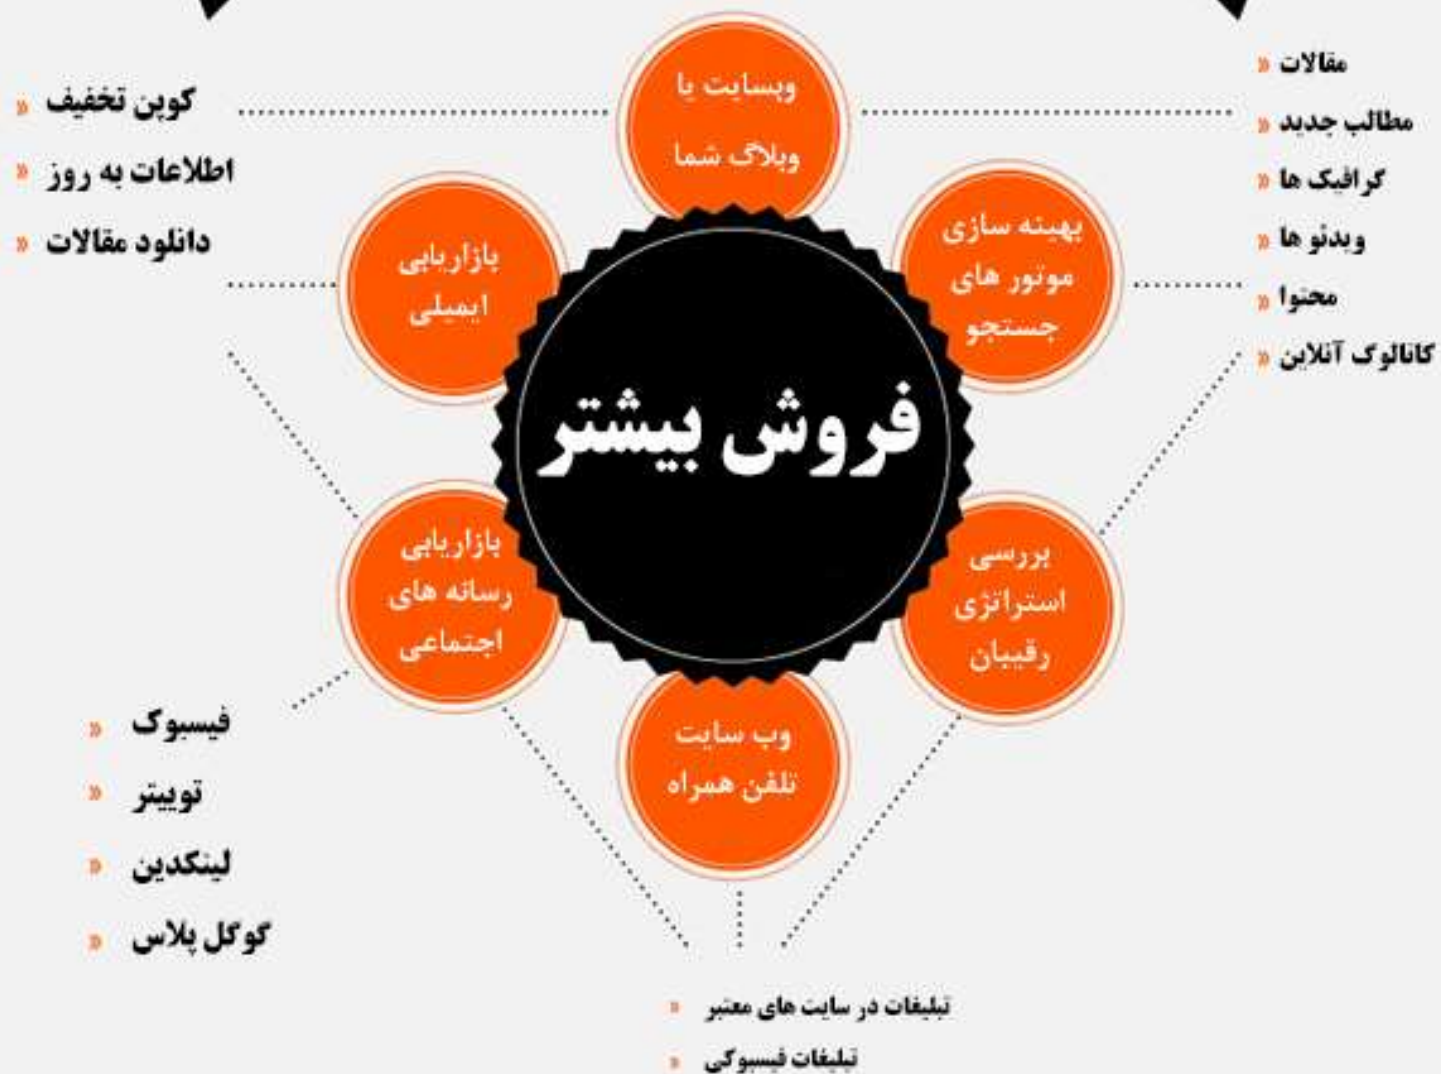 وبسایت یا
وبلاگ شما
مقالات
مطالب جدید
گرافیک ها
ویدئو ها
محتوا
کاتالوگ آنلاین
کوپن تخفیف
اطلاعات به روز
دانلود مقالات
بهینه سازی
موتور های
جستجو
بازاریابی
ایمیلی
فروش بیشتر
بررسی
استراتژی
رقیبان
بازاریابی
رسانه های
اجتماعی
وب سایت
تلفن همراه
فیسبوک
توییتر
لینکدین
گوگل پلاس
تبلیغات در سایت های معتبر
تبلیغات فیسبوکی